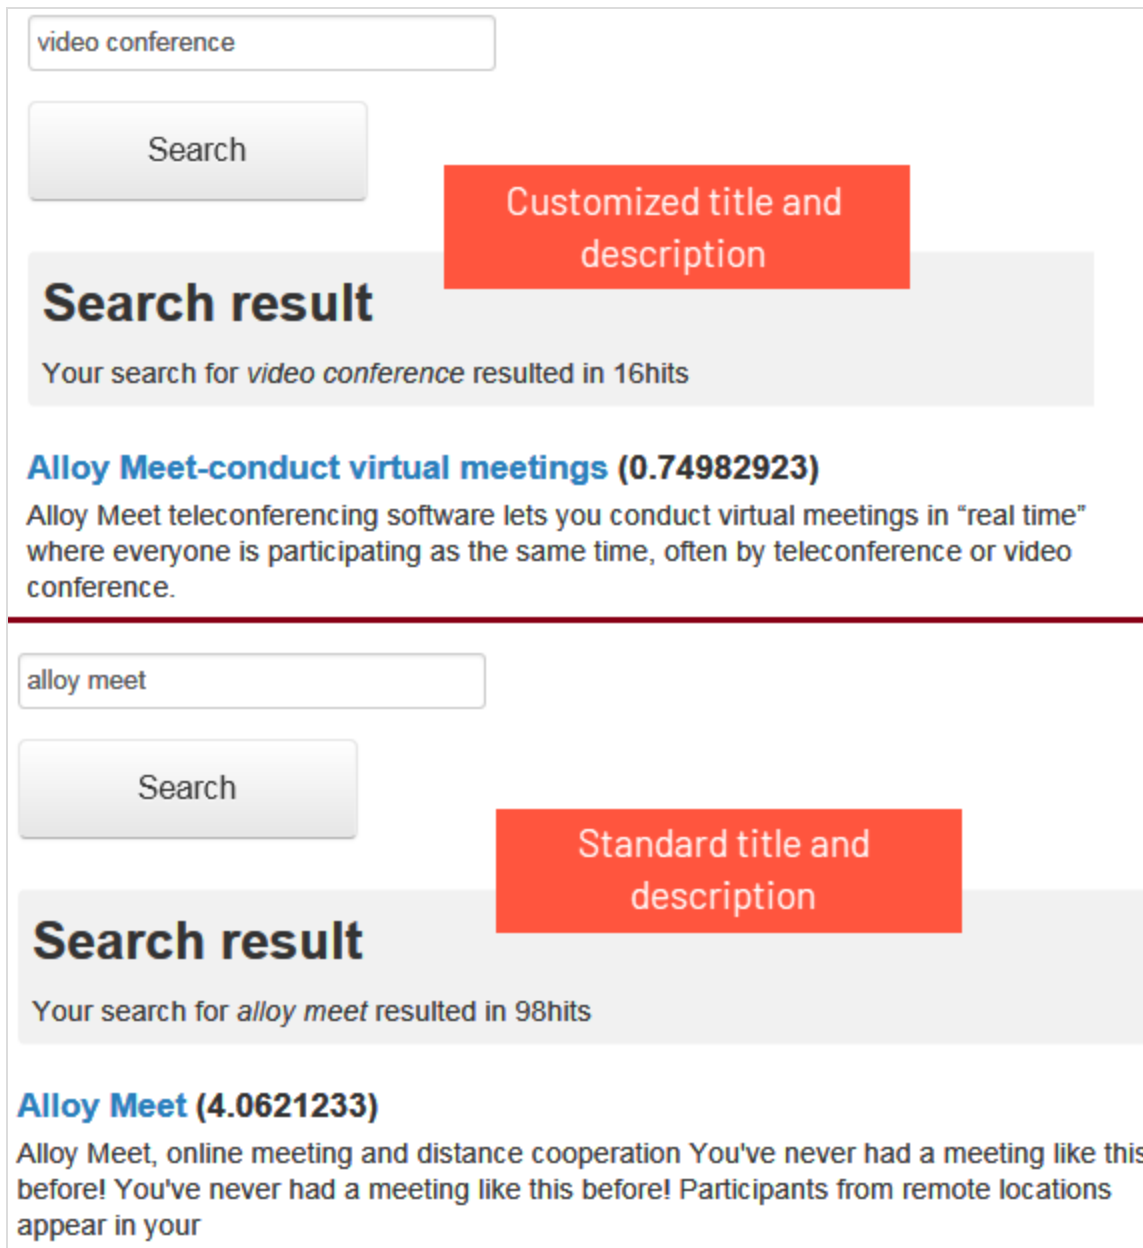 video conference
Search
Customized title and
description
Search result
Your search for video conference resulted in 16hits
Alloy Meet-conduct virtual meetings (0.74982923)
Alloy Meet teleconferencing software lets you conduct virtual meetings in “real time”
where everyone is participating as the same time, often by teleconference or video
conference.
alloy meet
Search
Standard title and
description
Search result
Your search for alloy meet resulted in 98hits
Alloy Meet (4.0621233)
Alloy Meet, online meeting and distance cooperation You've never had a meeting like this
before! You've never had a meeting like this before! Participants from remote locations
appear in your